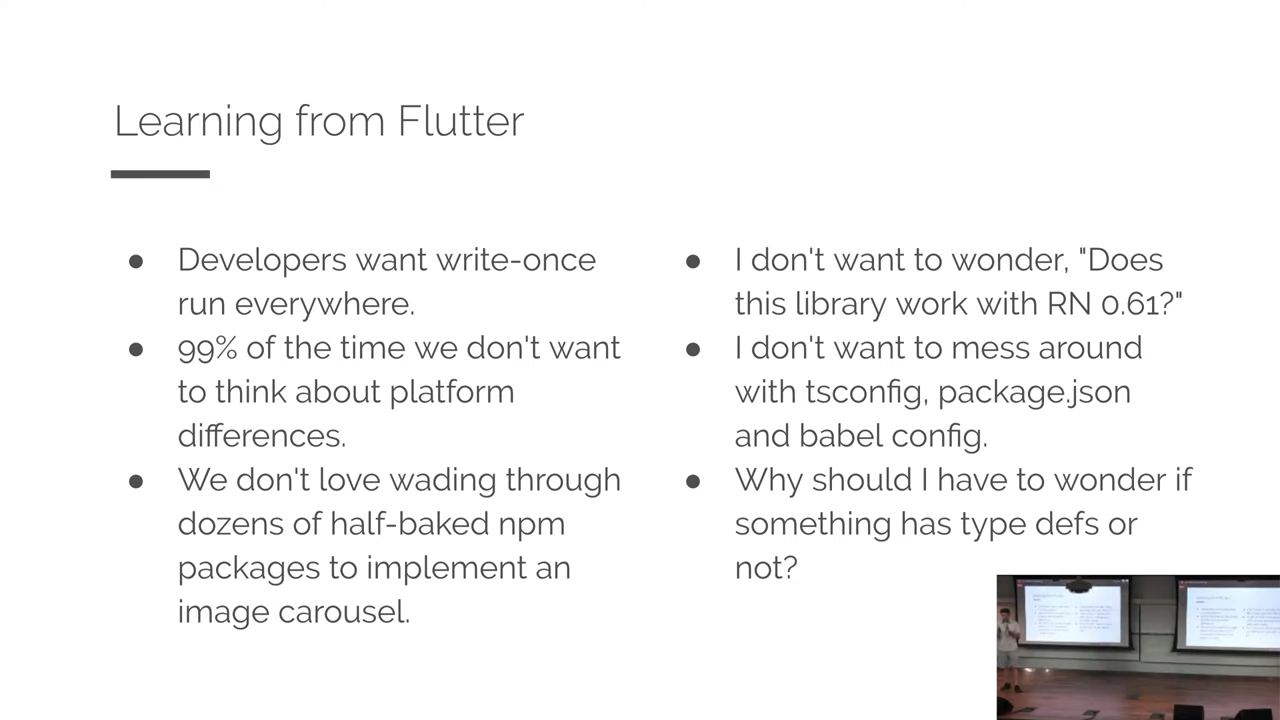 Learning from Flutter
● Developers want write-once
run everywhere.
● 99% of the time we don't want
to think about platform
differences.
● We don't love wading through
dozens of half-baked npm
packages to implement an
image carousel.
● I don't want to wonder, "Does
this library work with RN 0.61?"
● I don't want to mess around
with tsconfig, package.json
and babel config.
● Why should I have to wonder if
something has type defs or
not?